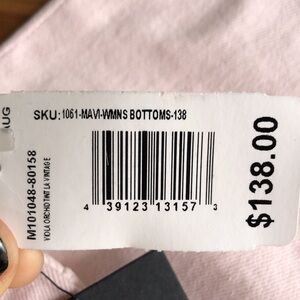 SKU: 1061-MAVI-WMNS BOTTOMS-138
AUG
M101048-80158
VIOLA ORCHID TINT LA VINTAGE
4 39123 13157 3
$138.00